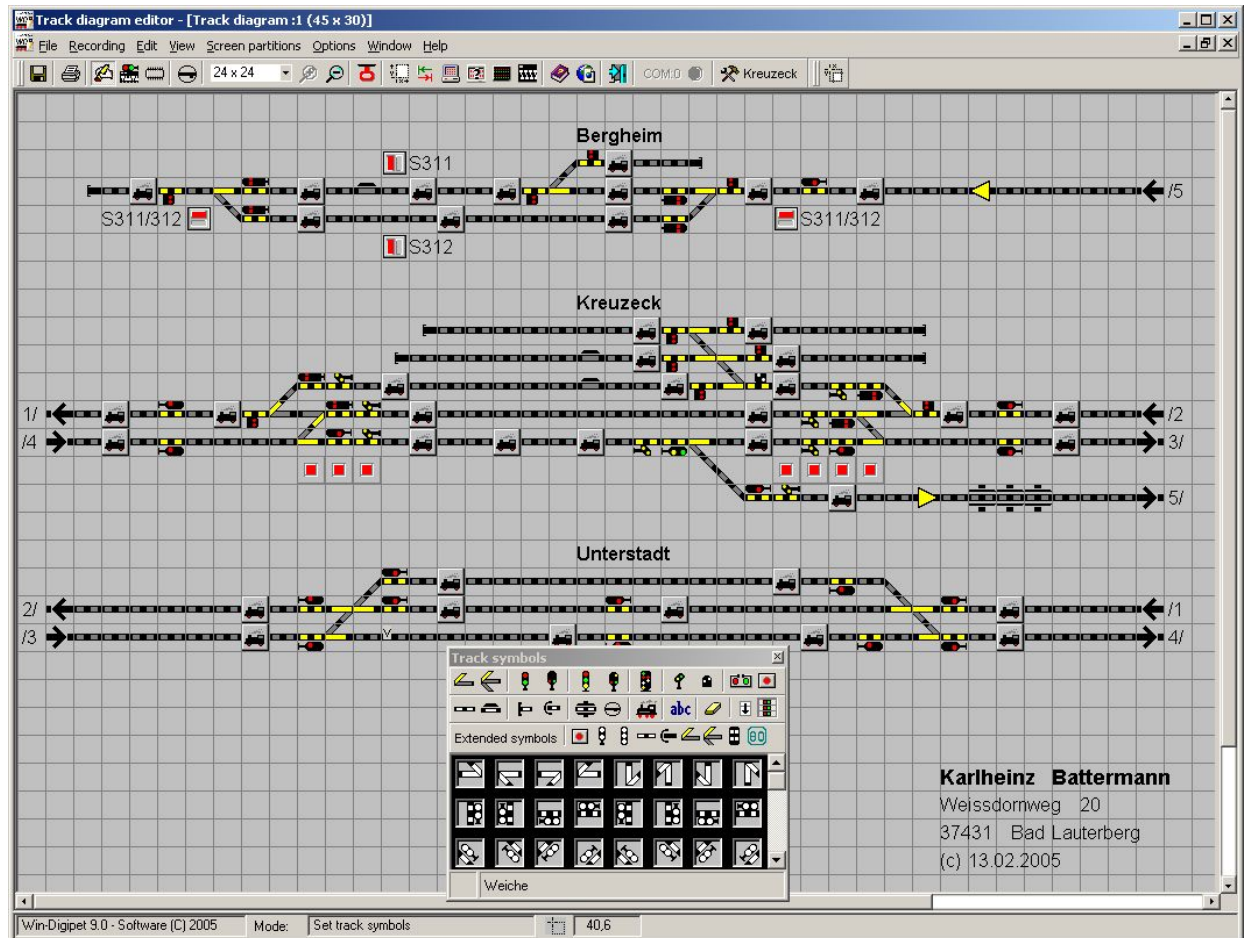 Track diagram editor - [Track diagram :1 (45 x 30)]
File Recording Edit View Screen partitions Options Window Help
24 x 24 COM:0 Kreuzeck
Bergheim
S311
/5
S311/312 S311/312
S312
Kreuzeck
1/ /2
/4 3/
5/
Unterstadt
2/ /1
/3 4/
Track symbols
abc
Extended symbols
Weiche
Karlheinz Battermann
Weissdornweg 20
37431 Bad Lauterberg
(c) 13.02.2005
Win-Digipet 9.0 - Software (C) 2005 Mode: Set track symbols 40,6